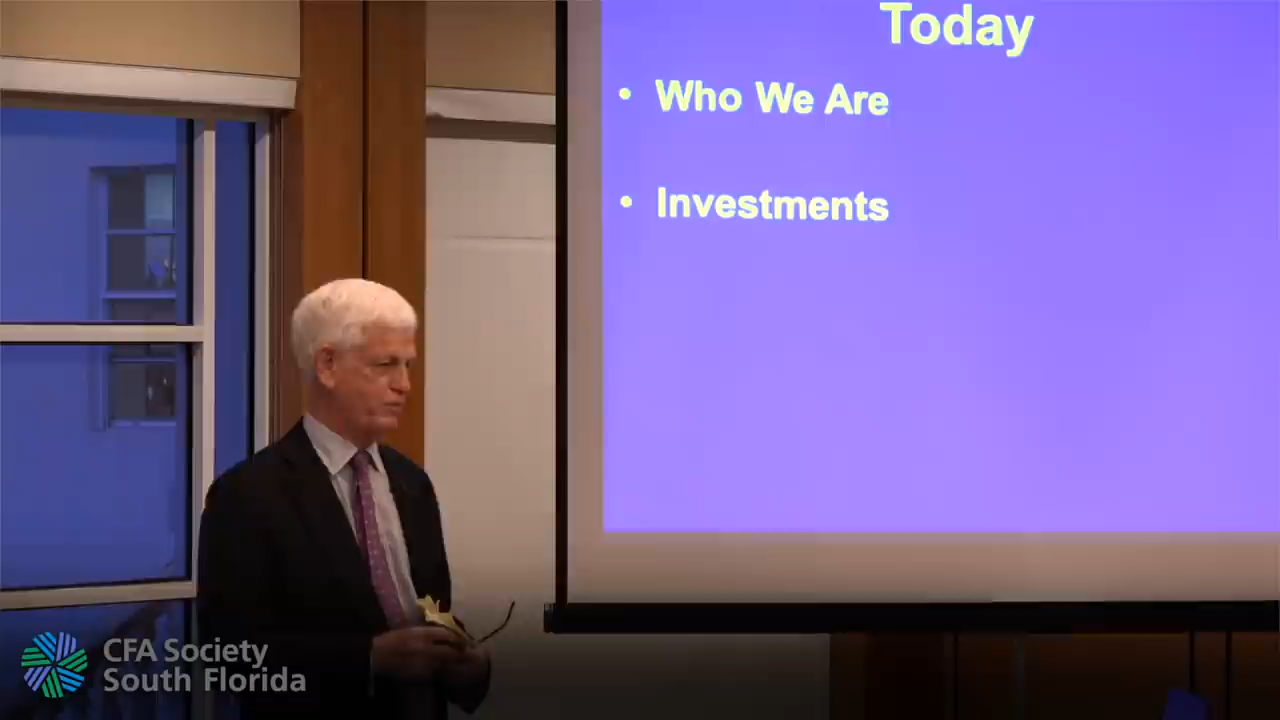 Today
• Who We Are
• Investments
CFA Society
South Florida